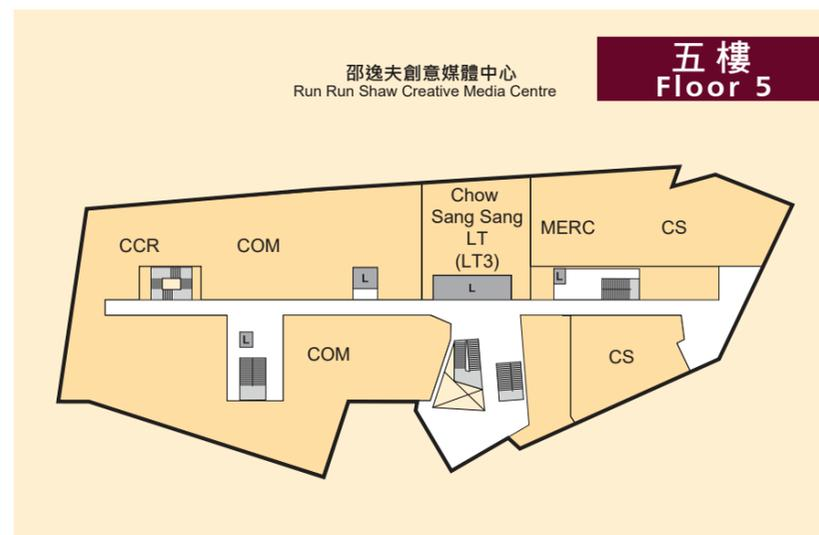 五樓
Floor 5
邵逸夫創意媒體中心
Run Run Shaw Creative Media Centre
Chow
Sang Sang
LT
(LT3)
MERC
CS
CCR
COM
L
L
L
L
COM
CS